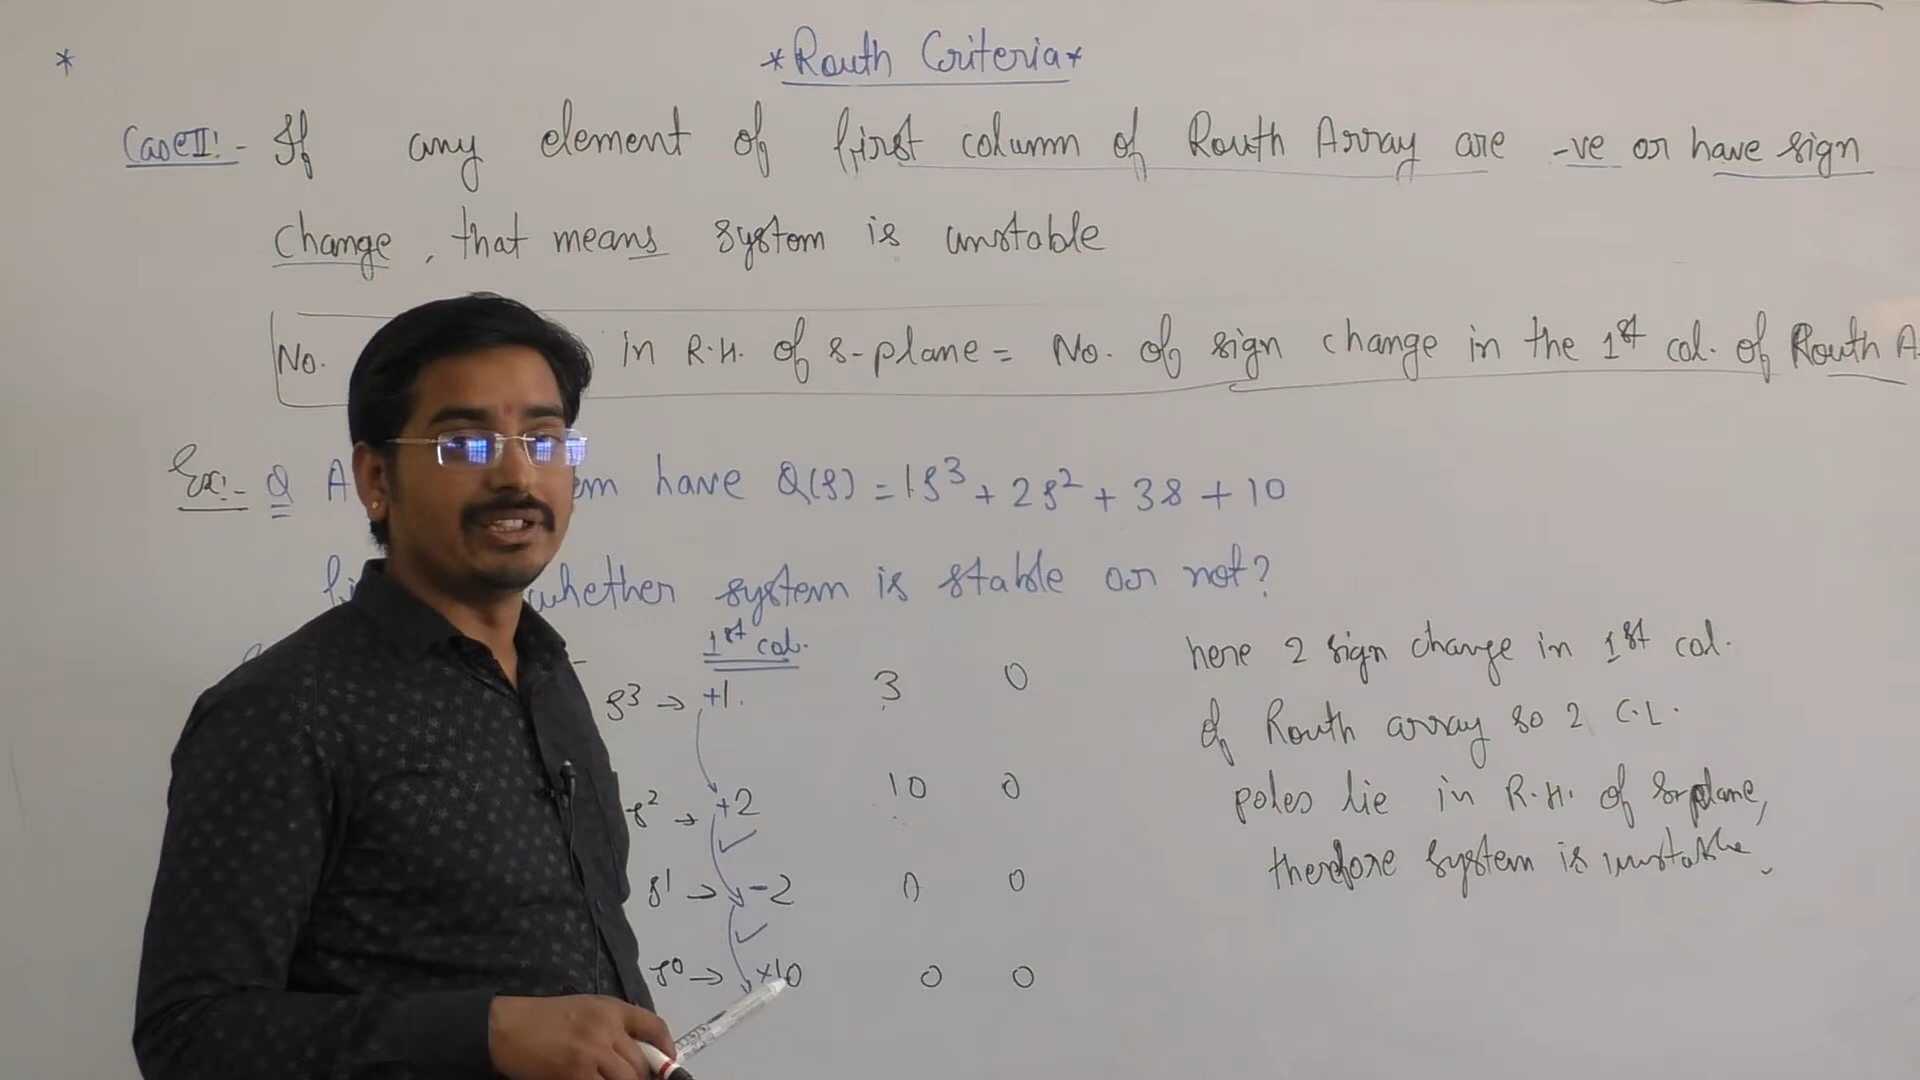 *
*Routh Criteria*
Case II:- If any element of first column of Routh Array are -ve or have sign
change, that means system is unstable
No. in R.H. of s-plane = No. of sign change in the 1st col. of Routh A
Ex:- Q A have Q(s) = 1s³ + 2s² + 3s + 10
whether system is stable or not?
1st col.
s³ → +1 3 0
s² → +2 10 0
s¹ → -2 0 0
s⁰ → +10 0 0
here 2 sign change in 1st col.
of Routh array so 2 C.L.
poles lie in R.H. of s-plane,
therefore system is unstable